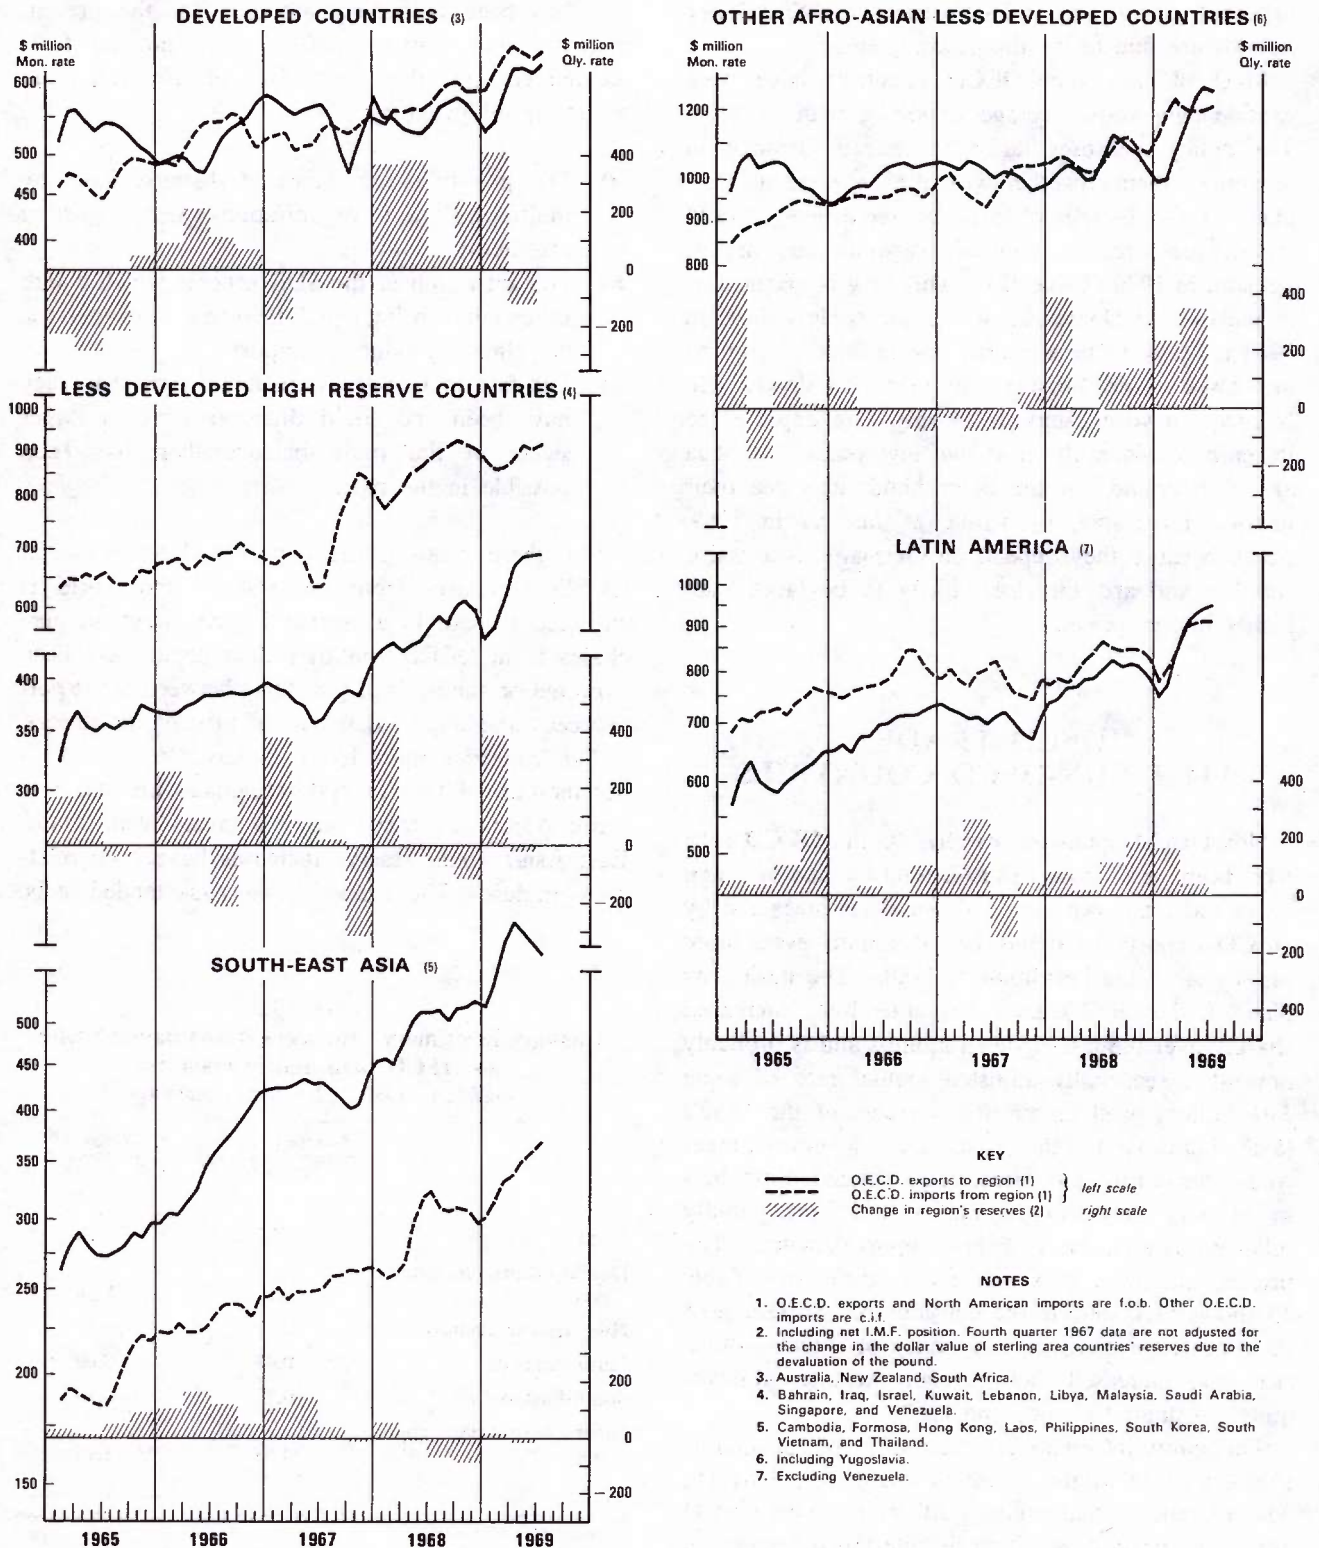 DEVELOPED COUNTRIES (3)
$ million
Mon. rate
$ million
Qly. rate
600
500
450
400
400
200
0
−200
LESS DEVELOPED HIGH RESERVE COUNTRIES (4)
1000
900
800
700
600
400
350
300
400
200
0
−200
SOUTH-EAST ASIA (5)
500
450
400
350
300
250
200
150
200
0
−200
1965
1966
1967
1968
1969
OTHER AFRO-ASIAN LESS DEVELOPED COUNTRIES (6)
$ million
Mon. rate
$ million
Qly. rate
1200
1000
900
800
400
200
0
−200
LATIN AMERICA (7)
1000
900
800
700
600
500
400
200
0
−200
400
1965
1966
1967
1968
1969
KEY
O.E.C.D. exports to region (1)
O.E.C.D. imports from region (1)
left scale
Change in region's reserves (2)
right scale
NOTES
1. O.E.C.D. exports and North American imports are f.o.b. Other O.E.C.D.
imports are c.i.f.
2. Including net I.M.F. position. Fourth quarter 1967 data are not adjusted for
the change in the dollar value of sterling area countries' reserves due to the
devaluation of the pound.
3. Australia, New Zealand, South Africa.
4. Bahrain, Iraq, Israel, Kuwait, Lebanon, Libya, Malaysia, Saudi Arabia,
Singapore, and Venezuela.
5. Cambodia, Formosa, Hong Kong, Laos, Philippines, South Korea, South
Vietnam, and Thailand.
6. Including Yugoslavia.
7. Excluding Venezuela.